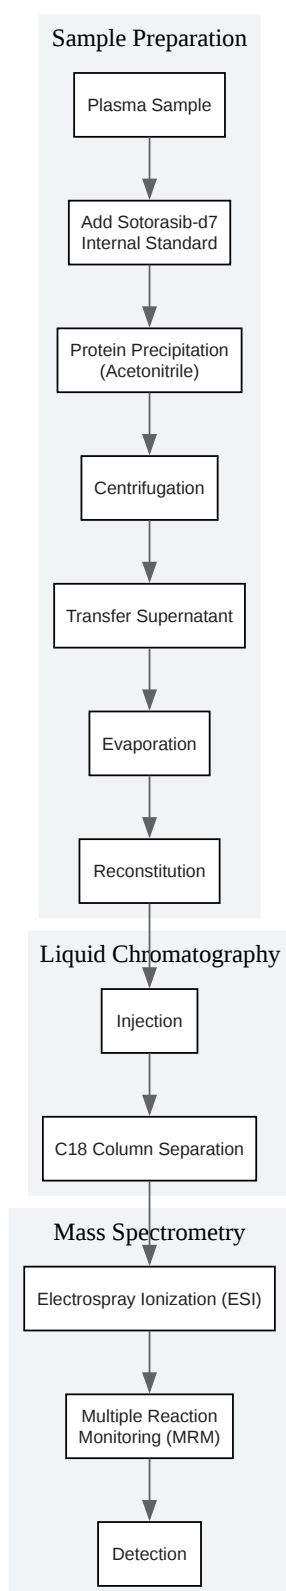 Sample Preparation
Plasma Sample
Add Sotorasib-d7
Internal Standard
Protein Precipitation
(Acetonitrile)
Centrifugation
Transfer Supernatant
Evaporation
Reconstitution
Liquid Chromatography
Injection
C18 Column Separation
Mass Spectrometry
Electrospray Ionization (ESI)
Multiple Reaction
Monitoring (MRM)
Detection